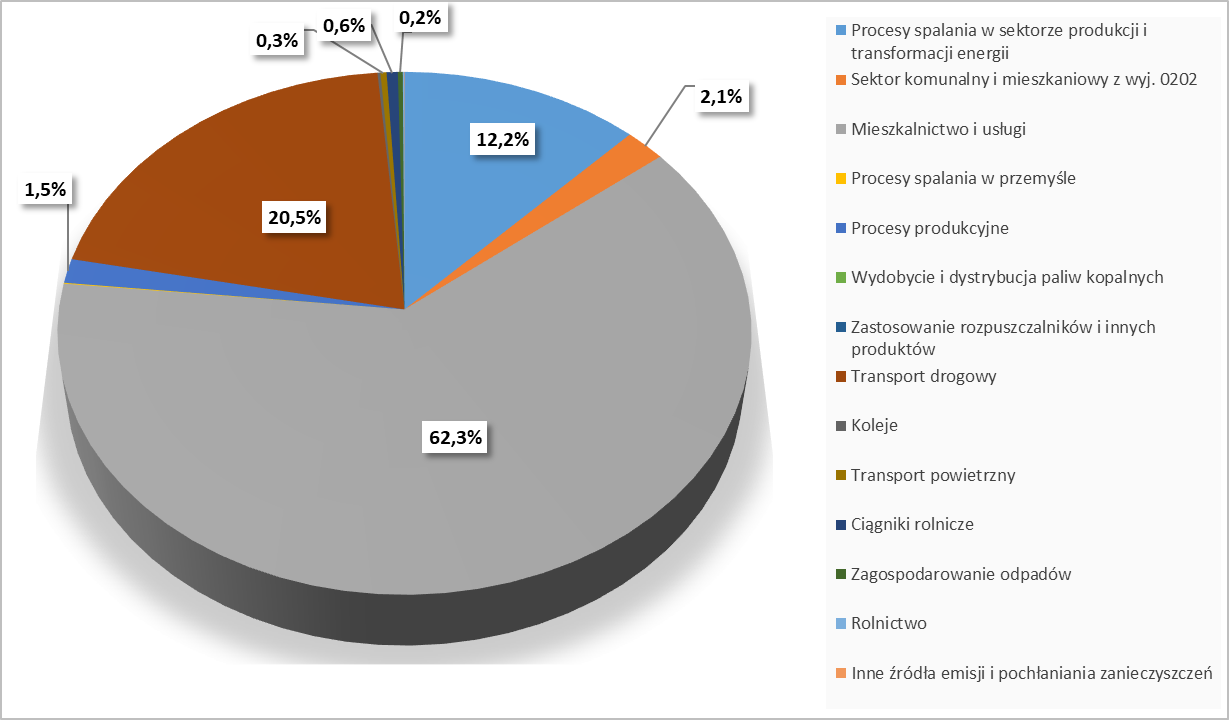 0,3%
0,6%
0,2%
12,2%
2,1%
1,5%
20,5%
62,3%
Procesy spalania w sektorze produkcji i
transformacji energii
Sektor komunalny i mieszkaniowy z wyj. 0202
Mieszkalnictwo i usługi
Procesy spalania w przemyśle
Procesy produkcyjne
Wydobycie i dystrybucja paliw kopalnych
Zastosowanie rozpuszczalników i innych
produktów
Transport drogowy
Koleje
Transport powietrzny
Ciągniki rolnicze
Zagospodarowanie odpadów
Rolnictwo
Inne źródła emisji i pochłaniania zanieczyszczeń